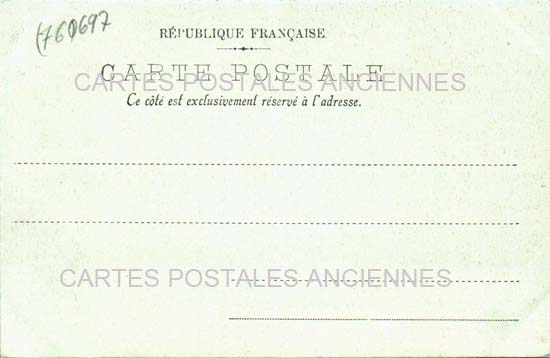 (760697
RÉPUBLIQUE FRANÇAISE
CARTE POSTALE
CARTES POSTALES ANCIENNES
Ce côté est exclusivement réservé à l'adresse.
CARTES POSTALES ANCIENNES